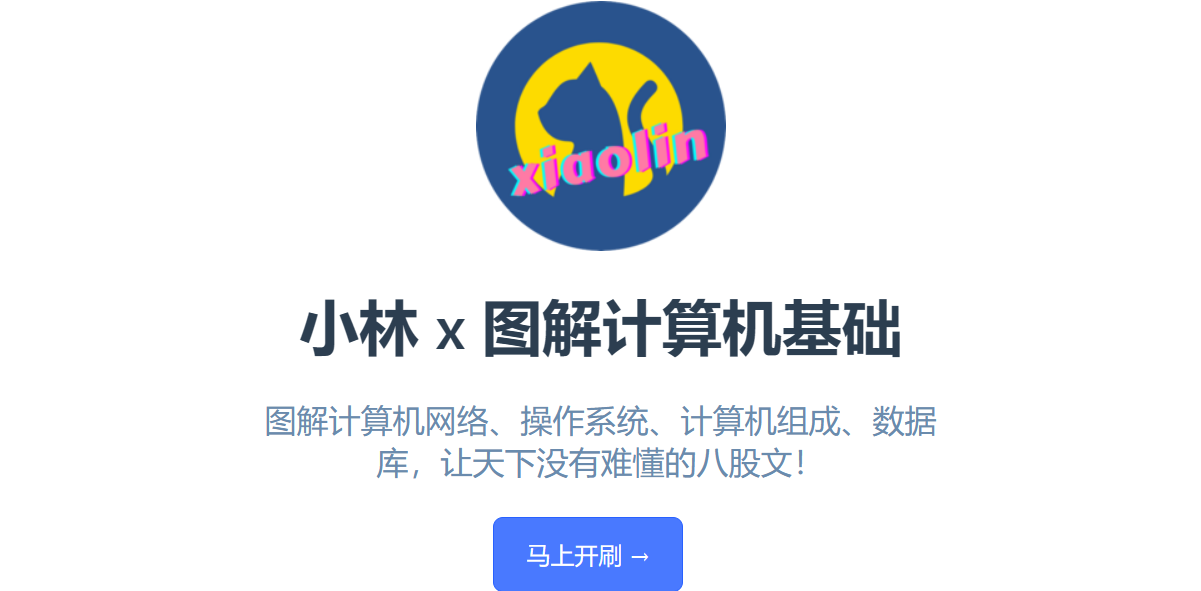 xiaolin
小林 x 图解计算机基础
图解计算机网络、操作系统、计算机组成、数据
库，让天下没有难懂的八股文！
马上开刷 →